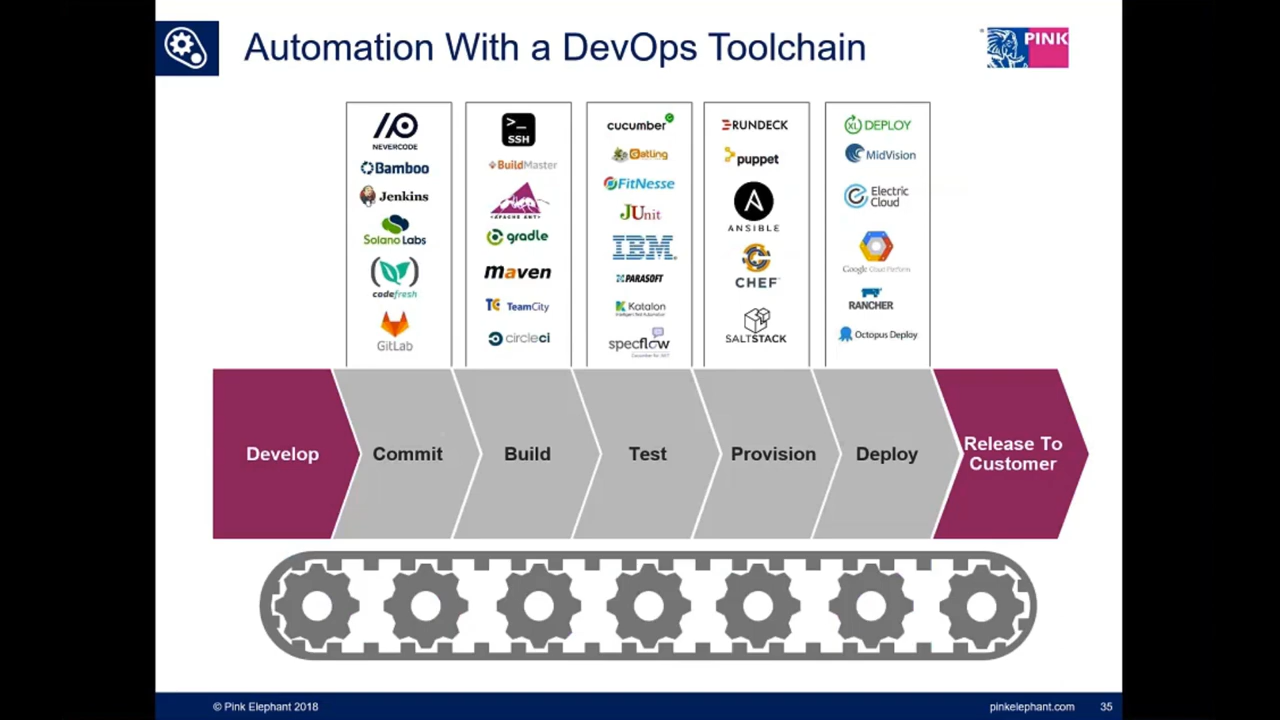 Automation With a DevOps Toolchain
PINK
NEVERCODE
Bamboo
Jenkins
Solano Labs
codefresh
GitLab
>_
SSH
BuildMaster
APACHE ANT
gradle
maven
TC TeamCity
circleci
cucumber
Gatling
FitNesse
JUnit
IBM
PARASOFT
Katalon
specflow
RUNDECK
puppet
ANSIBLE
CHEF
SALTSTACK
XL DEPLOY
MidVision
Electric
Cloud
Google Cloud Platform
RANCHER
Octopus Deploy
Develop
Commit
Build
Test
Provision
Deploy
Release To
Customer
© Pink Elephant 2018
pinkelephant.com
35